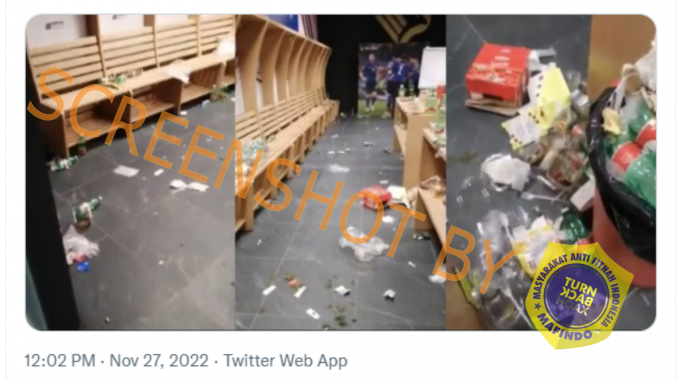 SCREENSHOT BY
MASYARAKAT ANTI FITNAH INDONESIA
TURN
BACK
HOAX
MAFINDO
12:02 PM · Nov 27, 2022 · Twitter Web App